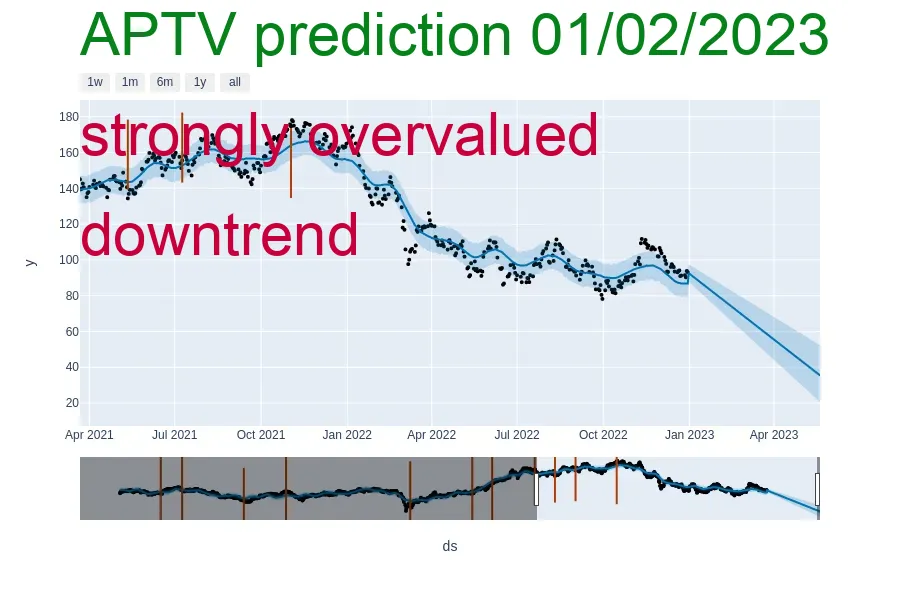 APTV prediction 01/02/2023
1w 1m 6m 1y all
strongly overvalued
downtrend
180
160
140
120
100
80
60
40
20
y
Apr 2021 Jul 2021 Oct 2021 Jan 2022 Apr 2022 Jul 2022 Oct 2022 Jan 2023 Apr 2023
ds